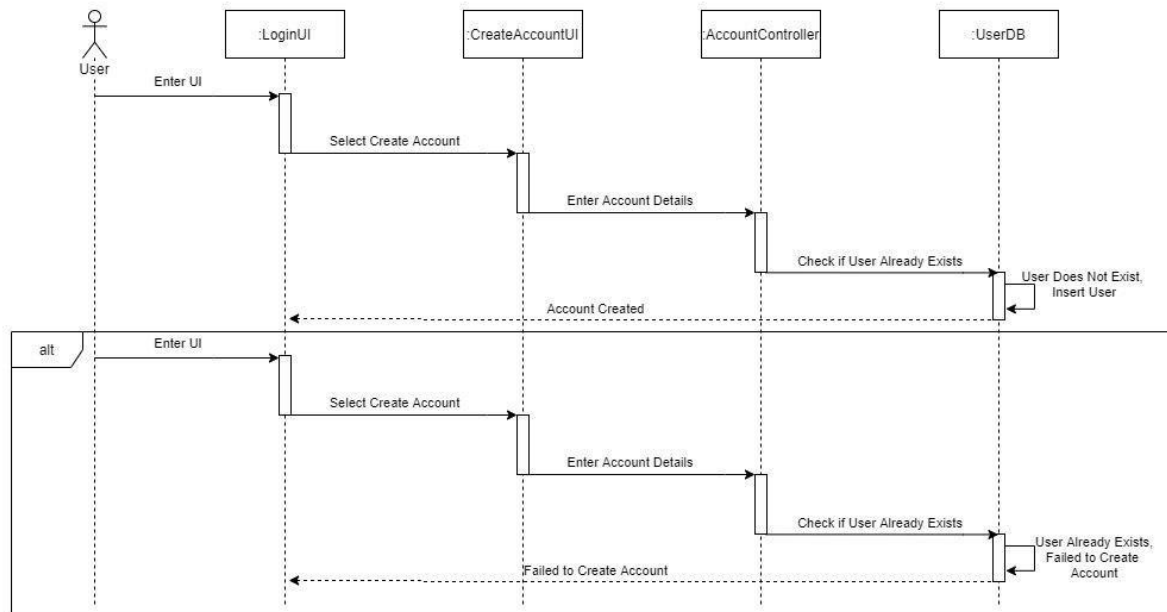 :LoginUI
:CreateAccountUI
:AccountController
:UserDB
User
Enter UI
Select Create Account
Enter Account Details
Check if User Already Exists
User Does Not Exist,
Insert User
Account Created
alt
Enter UI
Select Create Account
Enter Account Details
Check if User Already Exists
User Already Exists,
Failed to Create
Account
Failed to Create Account